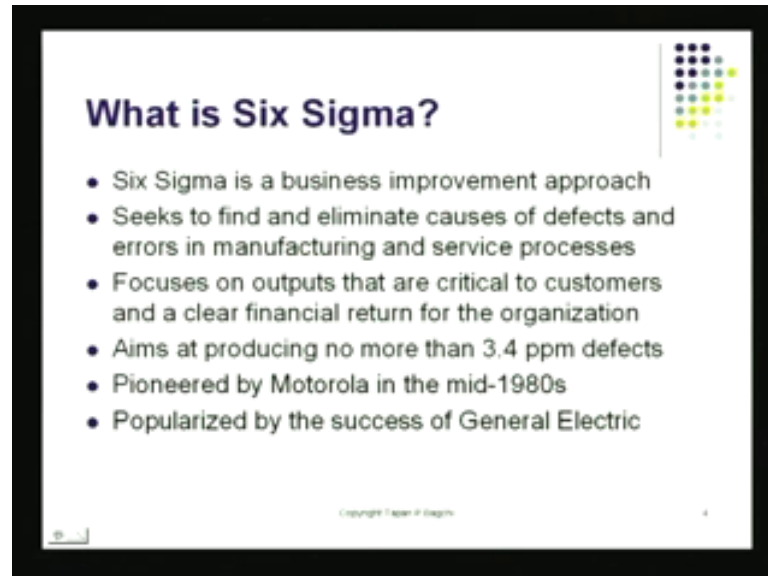 What is Six Sigma?
• Six Sigma is a business improvement approach
• Seeks to find and eliminate causes of defects and
errors in manufacturing and service processes
• Focuses on outputs that are critical to customers
and a clear financial return for the organization
• Aims at producing no more than 3.4 ppm defects
• Pioneered by Motorola in the mid-1980s
• Popularized by the success of General Electric
Copyright Tapan P Bagchi